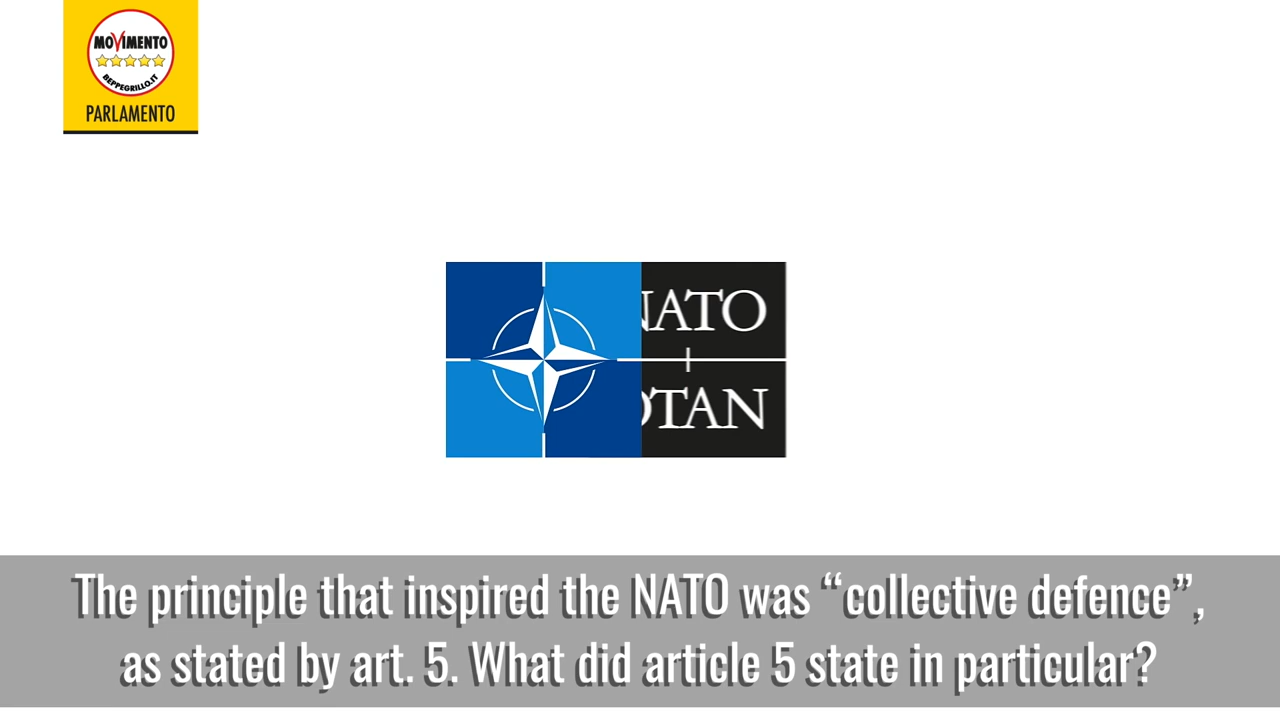 MOVIMENTO
BEPPEGRILLO.IT
PARLAMENTO
NATO
OTAN
The principle that inspired the NATO was “collective defence”,
as stated by art. 5. What did article 5 state in particular?